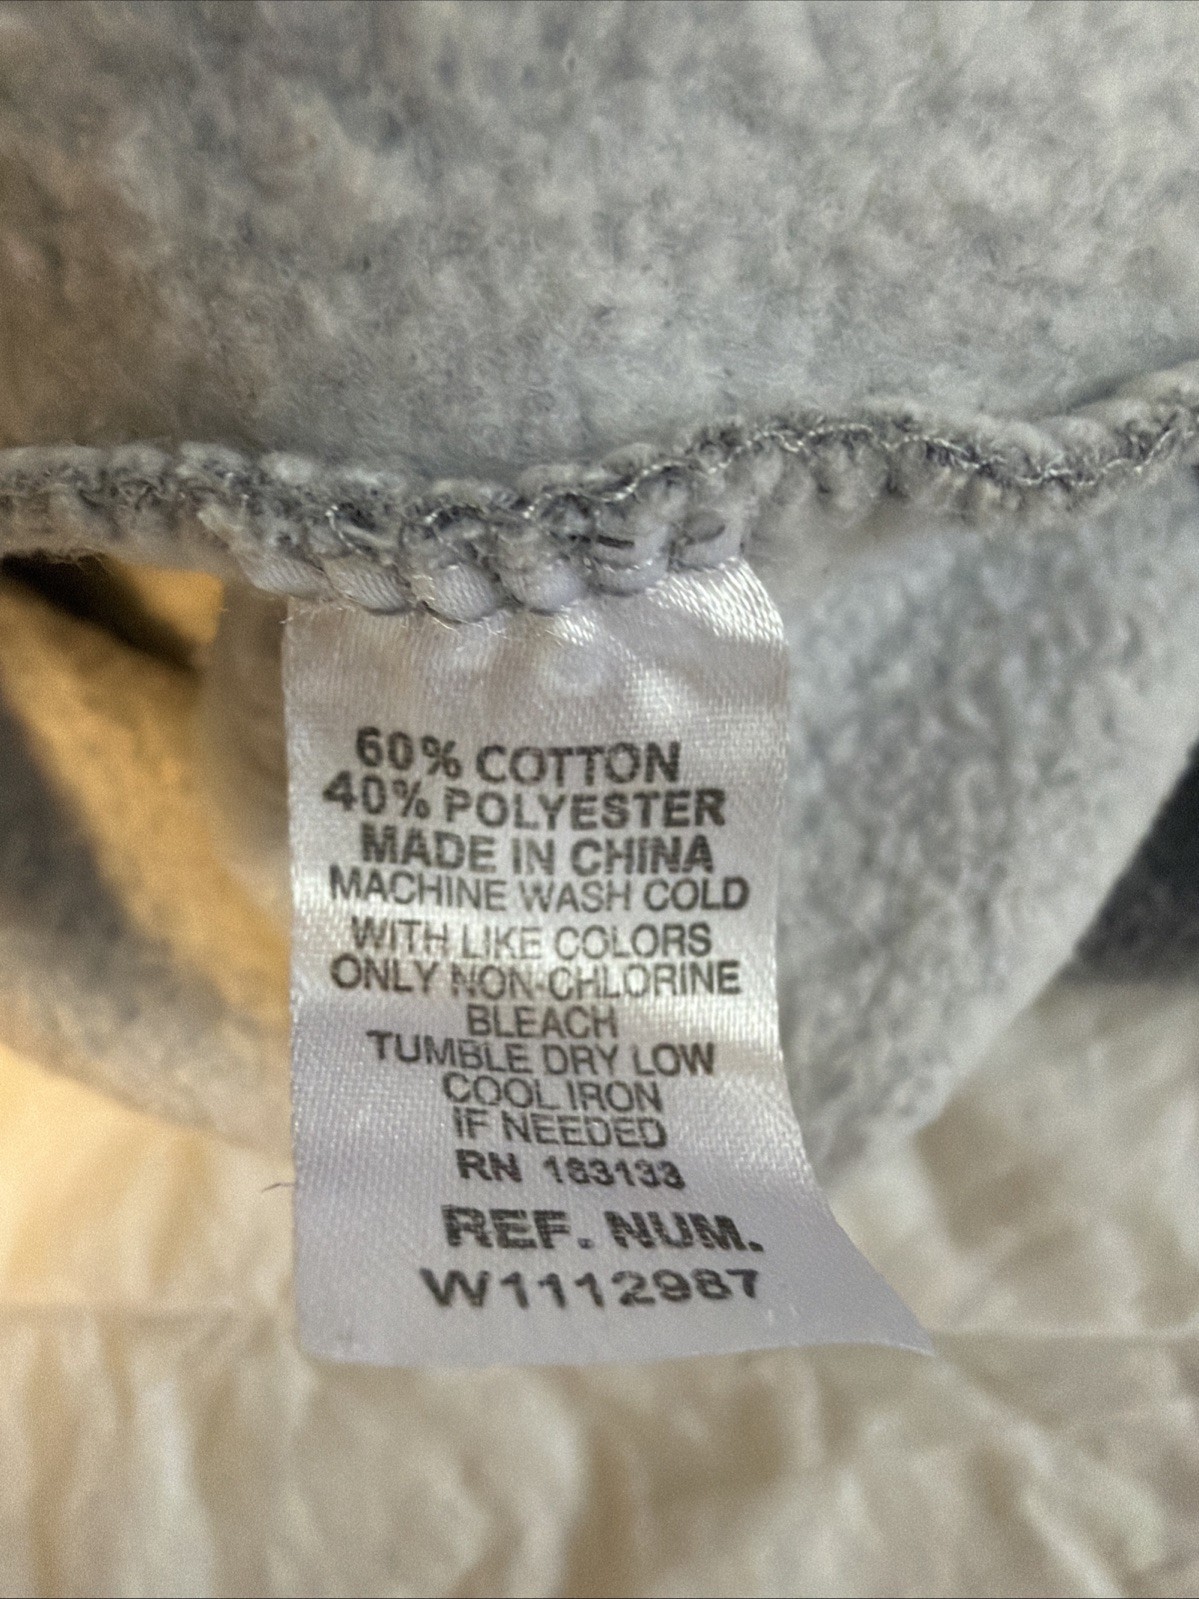 60% COTTON
40% POLYESTER
MADE IN CHINA
MACHINE WASH COLD
WITH LIKE COLORS
ONLY NON-CHLORINE
BLEACH
TUMBLE DRY LOW
COOL IRON
IF NEEDED
RN 163133
REF. NUM.
W1112987